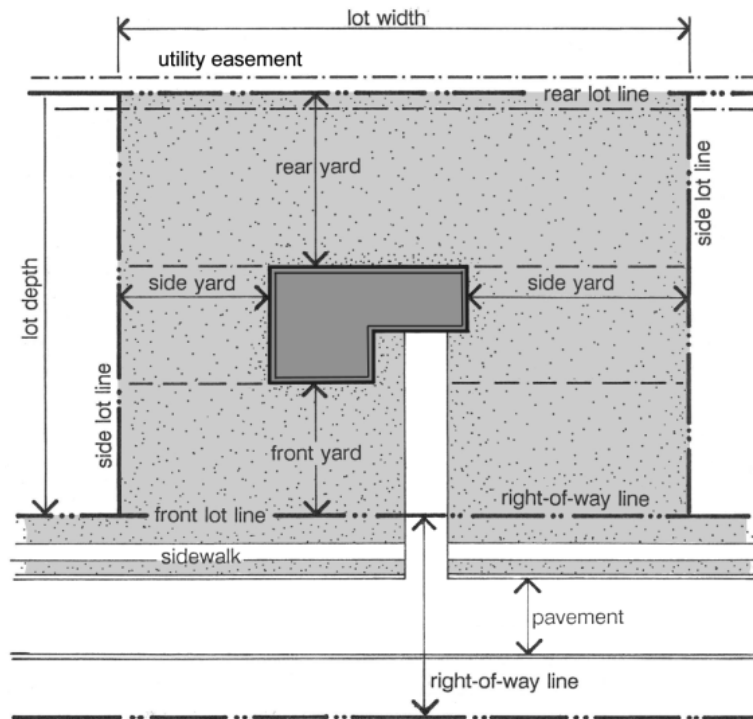 lot width
utility easement
rear lot line
rear yard
side lot line
side yard
side yard
lot depth
side lot line
front yard
front lot line
right-of-way line
sidewalk
pavement
right-of-way line